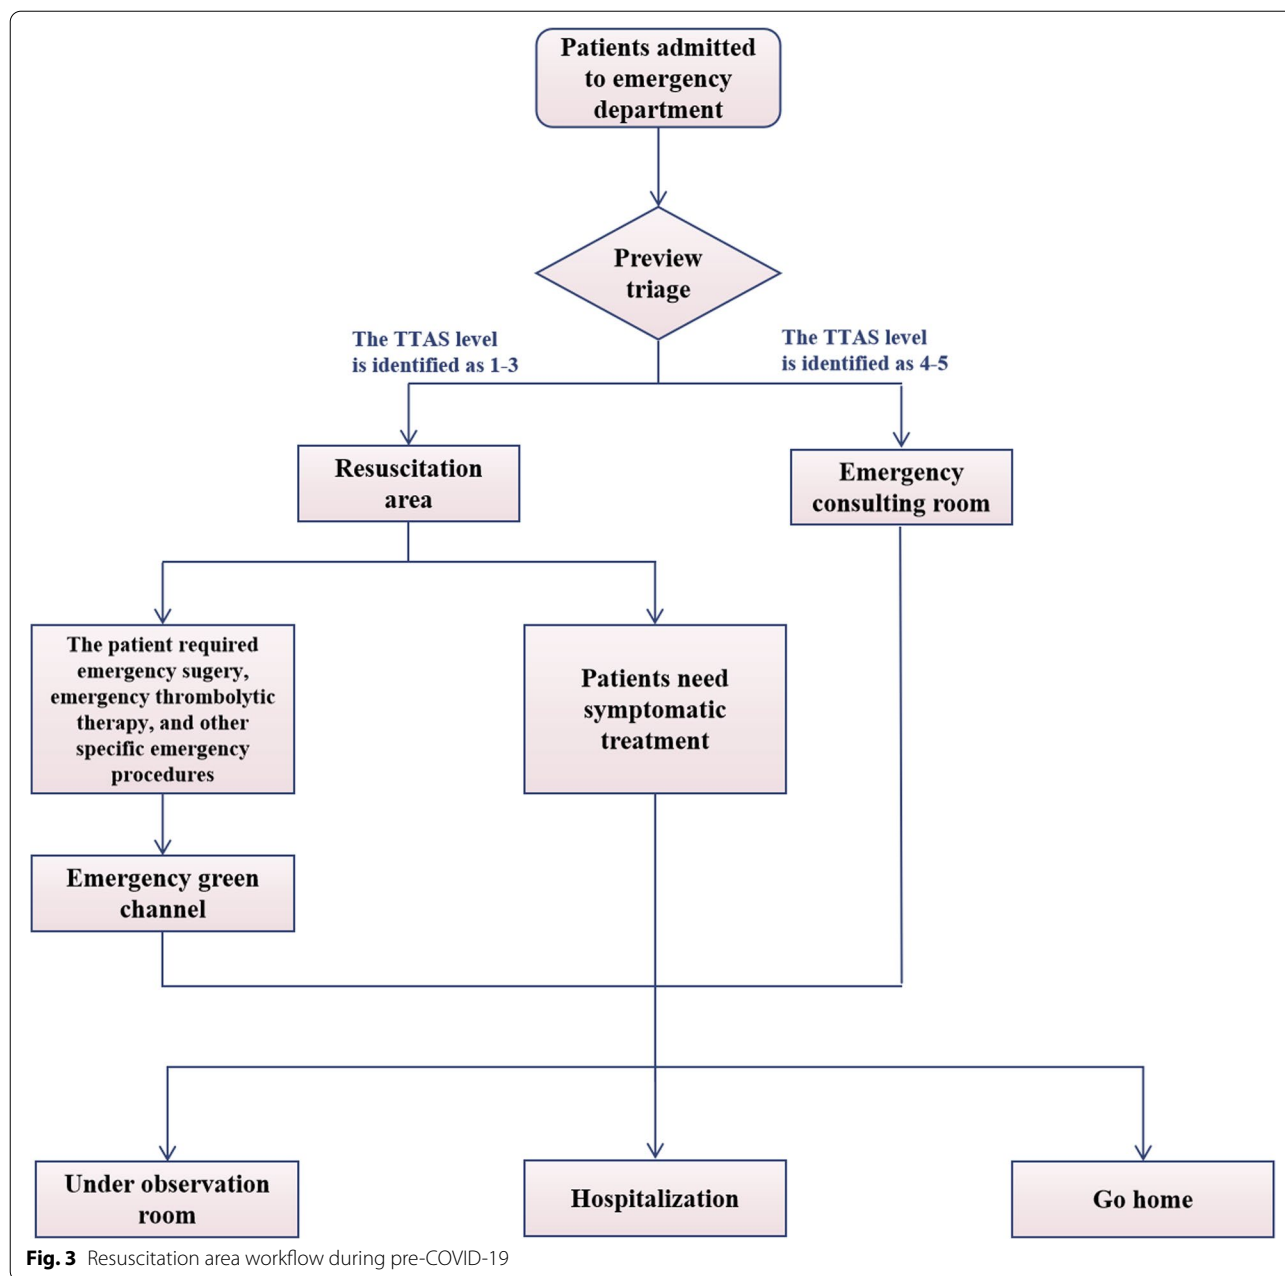 Patients admitted
to emergency
department
Preview
triage
The TTAS level
is identified as 1-3
The TTAS level
is identified as 4-5
Resuscitation
area
Emergency
consulting room
The patient required
emergency sugery,
emergency thrombolytic
therapy, and other
specific emergency
procedures
Patients need
symptomatic
treatment
Emergency green
channel
Under observation
room
Hospitalization
Go home
Fig. 3 Resuscitation area workflow during pre-COVID-19